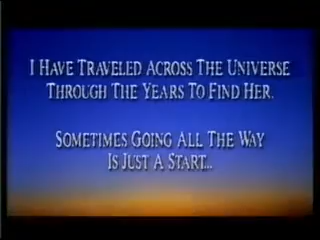 I HAVE TRAVELED ACROSS THE UNIVERSE
THROUGH THE YEARS TO FIND HER.
SOMETIMES GOING ALL THE WAY
IS JUST A START...